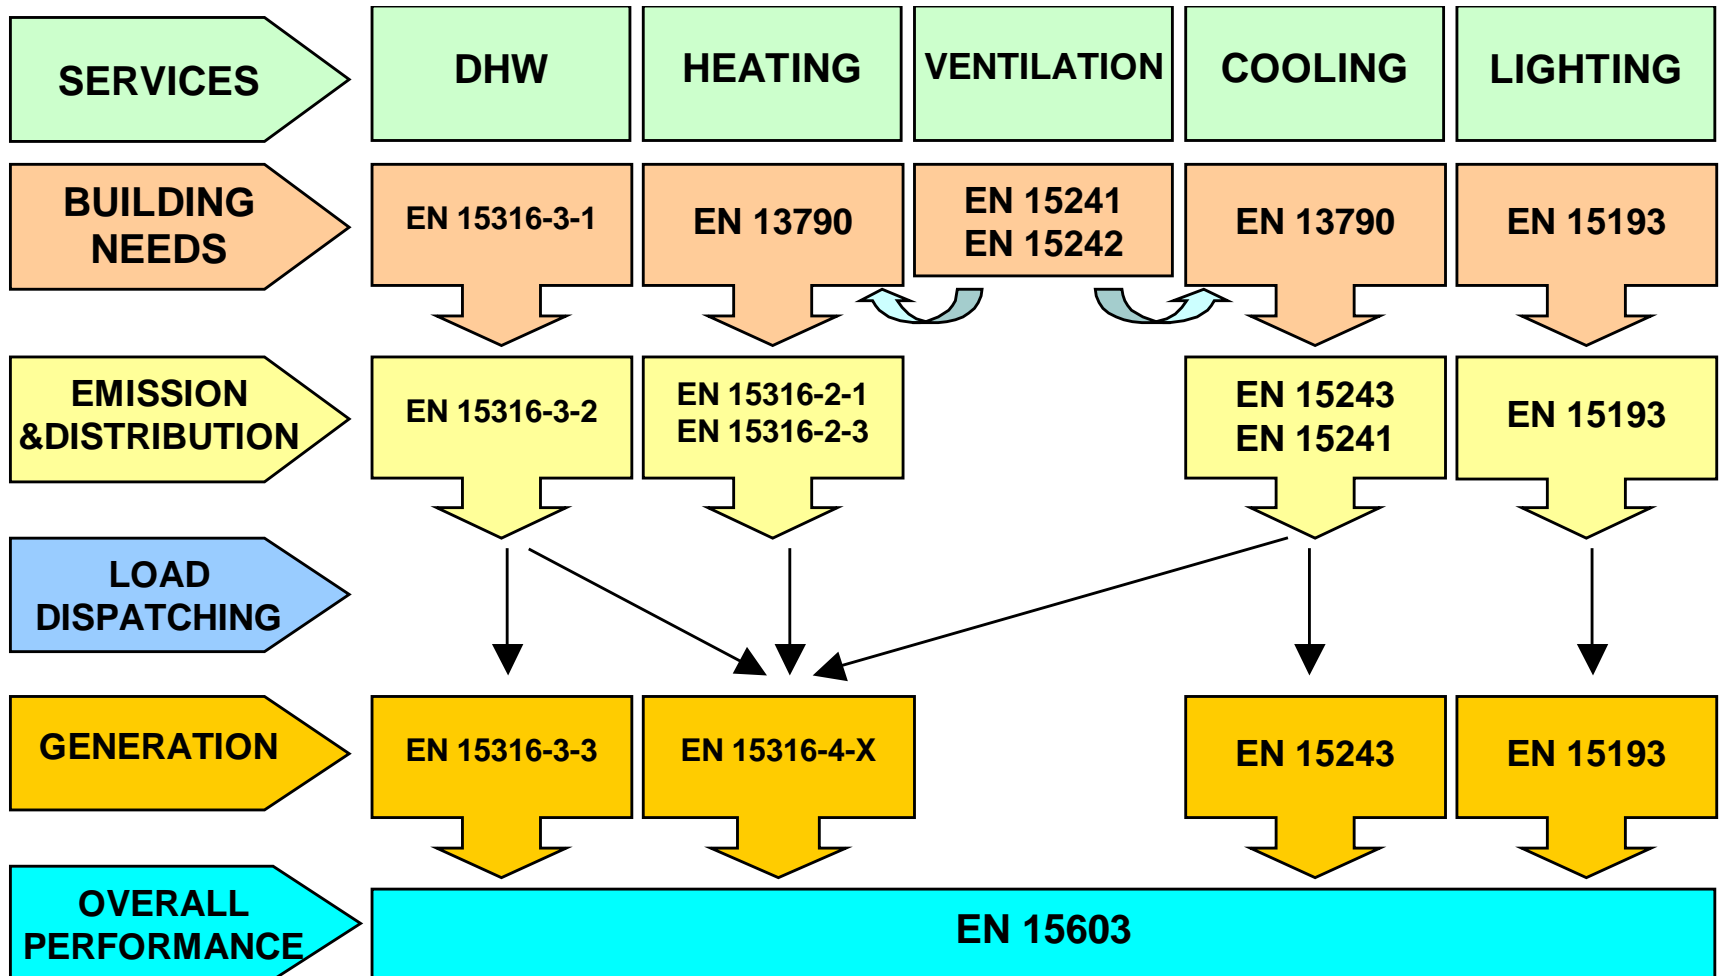 SERVICES
DHW
HEATING
VENTILATION
COOLING
LIGHTING
BUILDING
NEEDS
EN 15316-3-1
EN 13790
EN 15241
EN 15242
EN 13790
EN 15193
EMISSION
&DISTRIBUTION
EN 15316-3-2
EN 15316-2-1
EN 15316-2-3
EN 15243
EN 15241
EN 15193
LOAD
DISPATCHING
GENERATION
EN 15316-3-3
EN 15316-4-X
EN 15243
EN 15193
OVERALL
PERFORMANCE
EN 15603